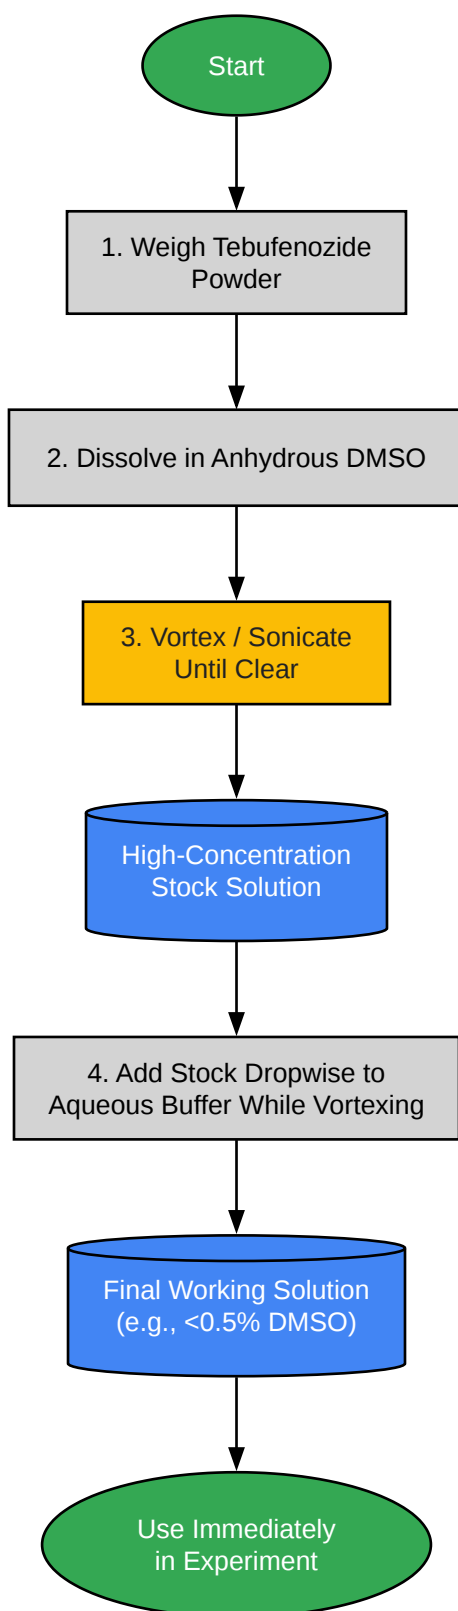 Start
1. Weigh Tebufenozide
Powder
2. Dissolve in Anhydrous DMSO
3. Vortex / Sonicate
Until Clear
High-Concentration
Stock Solution
4. Add Stock Dropwise to
Aqueous Buffer While Vortexing
Final Working Solution
(e.g., <0.5% DMSO)
Use Immediately
in Experiment